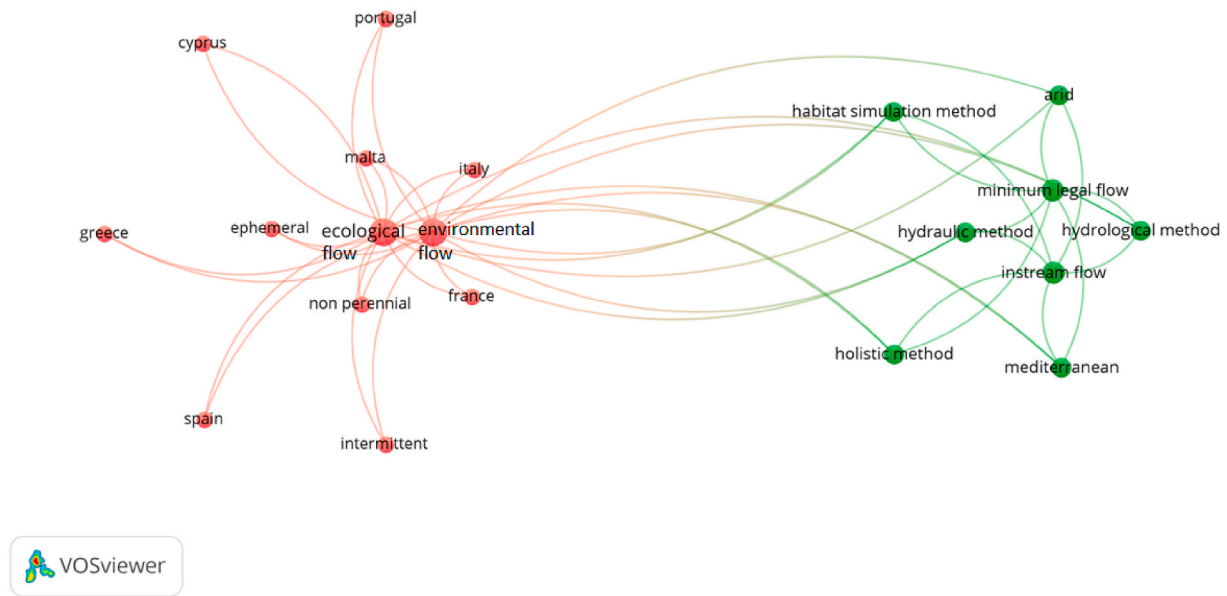 portugal
cyprus
arid
habitat simulation method
malta
italy
minimum legal flow
ephemeral
ecological
flow
environmental
flow
greece
hydraulic method
hydrological method
instream flow
non perennial
france
holistic method
mediterranean
spain
intermittent
VOSviewer